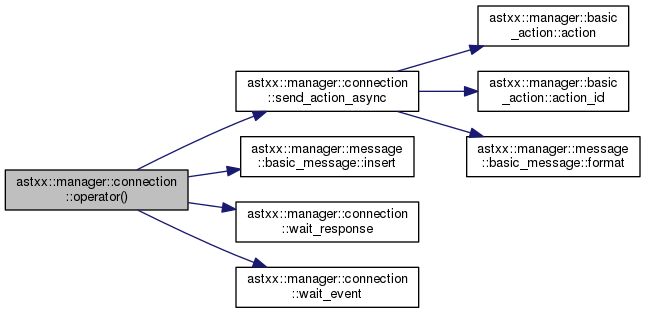 astxx::manager::connection
::operator()
astxx::manager::connection
::send_action_async
astxx::manager::basic
_action::action
astxx::manager::basic
_action::action_id
astxx::manager::message
::basic_message::format
astxx::manager::message
::basic_message::insert
astxx::manager::connection
::wait_response
astxx::manager::connection
::wait_event